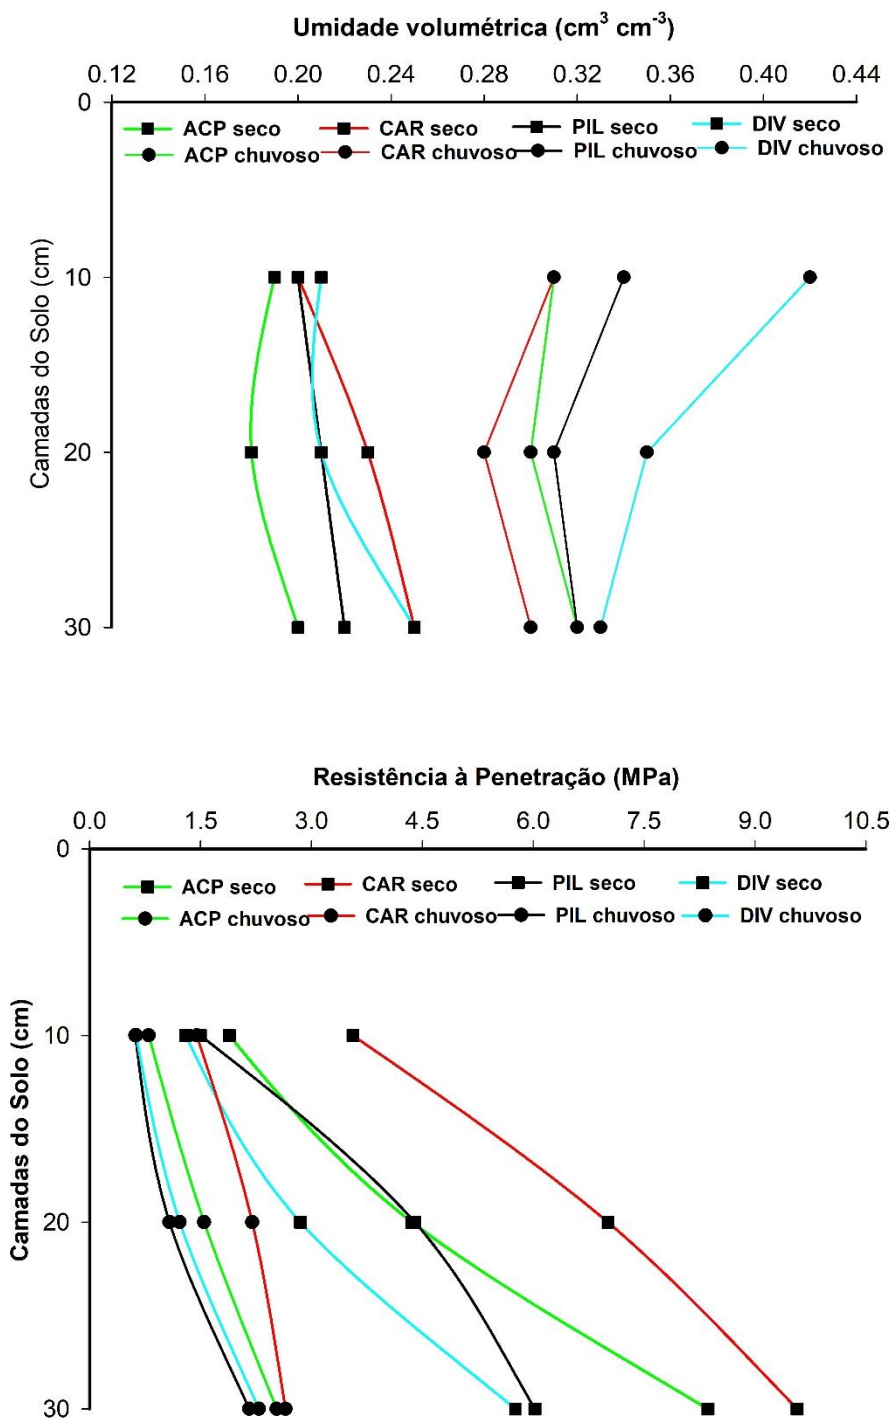 Umidade volumétrica (cm³ cm⁻³)
0.12 0.16 0.20 0.24 0.28 0.32 0.36 0.40 0.44
0
ACP seco CAR seco PIL seco DIV seco
ACP chuvoso CAR chuvoso PIL chuvoso DIV chuvoso
10
Camadas do Solo (cm)
20
30
Resistência à Penetração (MPa)
0.0 1.5 3.0 4.5 6.0 7.5 9.0 10.5
0
ACP seco CAR seco PIL seco DIV seco
ACP chuvoso CAR chuvoso PIL chuvoso DIV chuvoso
10
Camadas do Solo (cm)
20
30